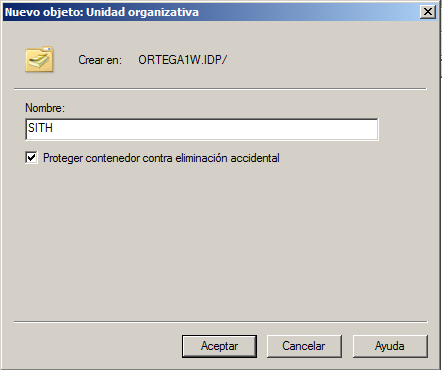 Nuevo objeto: Unidad organizativa
Crear en: ORTEGA1W.IDP/
Nombre:
SITH
Proteger contenedor contra eliminación accidental
Aceptar Cancelar Ayuda